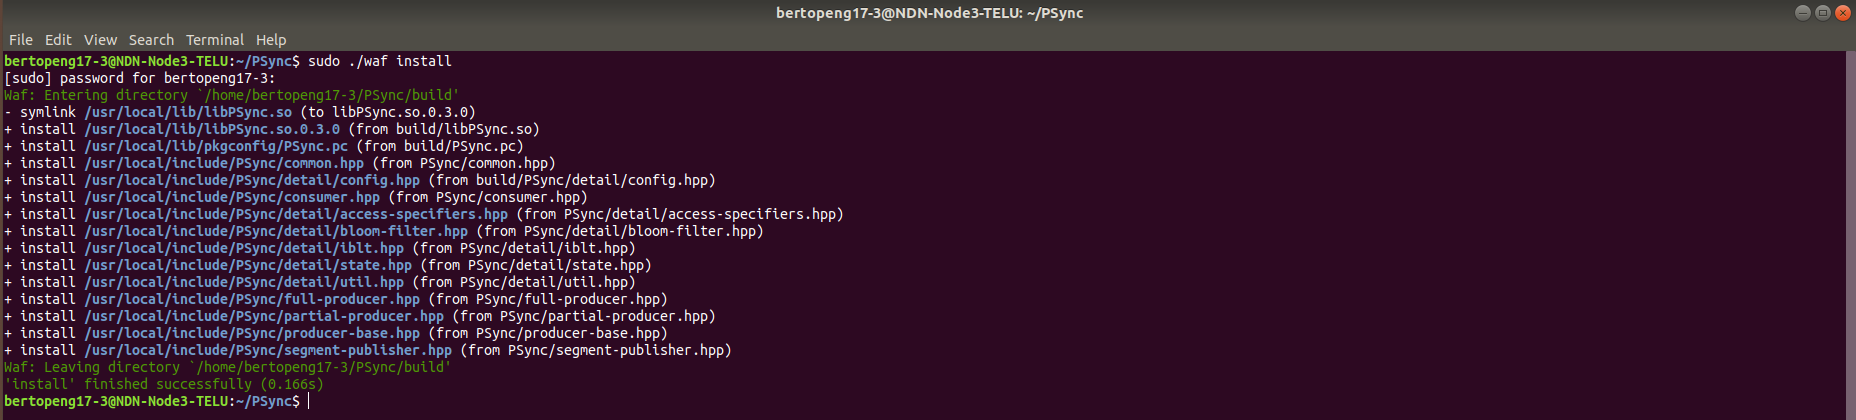 bertopeng17-3@NDN-Node3-TELU: ~/PSync
File Edit View Search Terminal Help
bertopeng17-3@NDN-Node3-TELU:~/PSync$ sudo ./waf install
[sudo] password for bertopeng17-3:
Waf: Entering directory `/home/bertopeng17-3/PSync/build'
- symlink /usr/local/lib/libPSync.so (to libPSync.so.0.3.0)
+ install /usr/local/lib/libPSync.so.0.3.0 (from build/libPSync.so)
+ install /usr/local/lib/pkgconfig/PSync.pc (from build/PSync.pc)
+ install /usr/local/include/PSync/common.hpp (from PSync/common.hpp)
+ install /usr/local/include/PSync/detail/config.hpp (from build/PSync/detail/config.hpp)
+ install /usr/local/include/PSync/consumer.hpp (from PSync/consumer.hpp)
+ install /usr/local/include/PSync/detail/access-specifiers.hpp (from PSync/detail/access-specifiers.hpp)
+ install /usr/local/include/PSync/detail/bloom-filter.hpp (from PSync/detail/bloom-filter.hpp)
+ install /usr/local/include/PSync/detail/iblt.hpp (from PSync/detail/iblt.hpp)
+ install /usr/local/include/PSync/detail/state.hpp (from PSync/detail/state.hpp)
+ install /usr/local/include/PSync/detail/util.hpp (from PSync/detail/util.hpp)
+ install /usr/local/include/PSync/full-producer.hpp (from PSync/full-producer.hpp)
+ install /usr/local/include/PSync/partial-producer.hpp (from PSync/partial-producer.hpp)
+ install /usr/local/include/PSync/producer-base.hpp (from PSync/producer-base.hpp)
+ install /usr/local/include/PSync/segment-publisher.hpp (from PSync/segment-publisher.hpp)
Waf: Leaving directory `/home/bertopeng17-3/PSync/build'
'install' finished successfully (0.166s)
bertopeng17-3@NDN-Node3-TELU:~/PSync$